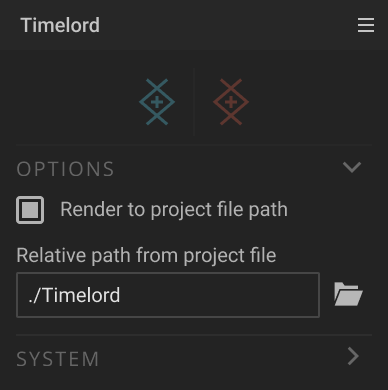 Timelord
OPTIONS
Render to project file path
Relative path from project file
./Timelord
SYSTEM